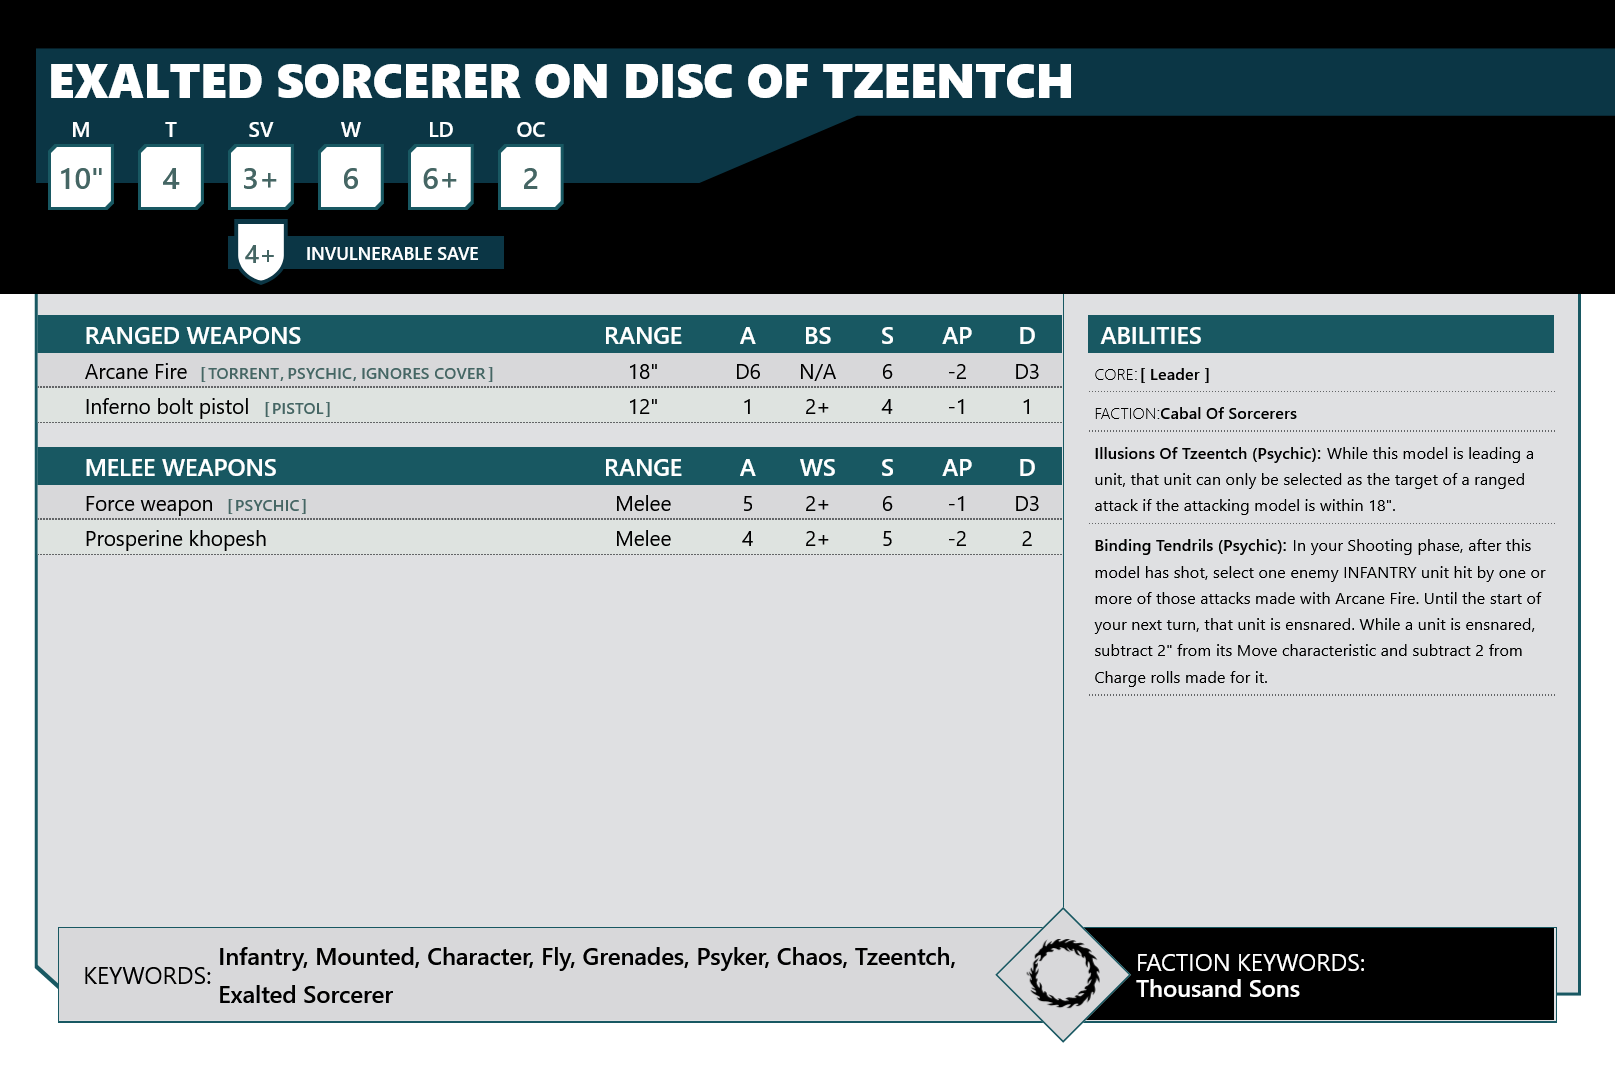 EXALTED SORCERER ON DISC OF TZEENTCH
M T SV W LD OC
10" 4 3+ 6 6+ 2
4+ INVULNERABLE SAVE
RANGED WEAPONS RANGE A BS S AP D
Arcane Fire [TORRENT, PSYCHIC, IGNORES COVER] 18" D6 N/A 6 -2 D3
Inferno bolt pistol [PISTOL] 12" 1 2+ 4 -1 1
MELEE WEAPONS RANGE A WS S AP D
Force weapon [PSYCHIC] Melee 5 2+ 6 -1 D3
Prosperine khopesh Melee 4 2+ 5 -2 2
ABILITIES
CORE: [ Leader ]
FACTION:Cabal Of Sorcerers
Illusions Of Tzeentch (Psychic): While this model is leading a
unit, that unit can only be selected as the target of a ranged
attack if the attacking model is within 18".
Binding Tendrils (Psychic): In your Shooting phase, after this
model has shot, select one enemy INFANTRY unit hit by one or
more of those attacks made with Arcane Fire. Until the start of
your next turn, that unit is ensnared. While a unit is ensnared,
subtract 2" from its Move characteristic and subtract 2 from
Charge rolls made for it.
KEYWORDS: Infantry, Mounted, Character, Fly, Grenades, Psyker, Chaos, Tzeentch,
Exalted Sorcerer
FACTION KEYWORDS:
Thousand Sons